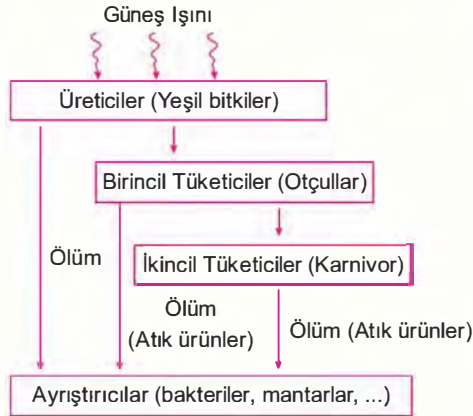 Güneş Işını
Üreticiler (Yeşil bitkiler)
Birincil Tüketiciler (Otçullar)
İkincil Tüketiciler (Karnivor)
Ölüm
Ölüm
(Atık ürünler)
Ölüm (Atık ürünler)
Ayrıştırıcılar (bakteriler, mantarlar, ...)